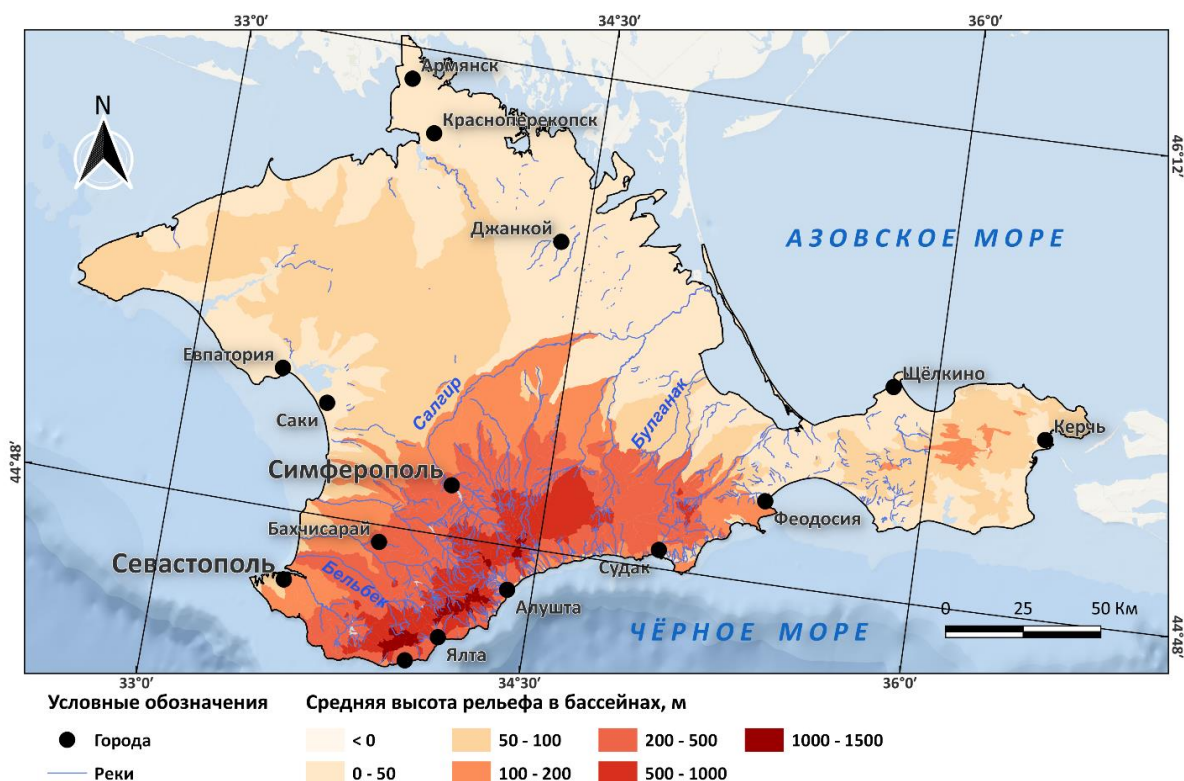 33°0′ 34°30′ 36°0′
Армянск
N
Красноперекопск
46°12′
Джанкой
АЗОВСКОЕ МОРЕ
Евпатория
Щёлкино
Саки
Салгир
Булганак
Керчь
44°48′
Симферополь
Феодосия
Бахчисарай
Севастополь
Судак
Бельбек
Алушта
0 25 50 Км
ЧЁРНОЕ МОРЕ
44°48′
Ялта
33°0′ 34°30′ 36°0′
Условные обозначения Средняя высота рельефа в бассейнах, м
Города < 0 50 - 100 200 - 500 1000 - 1500
Реки 0 - 50 100 - 200 500 - 1000